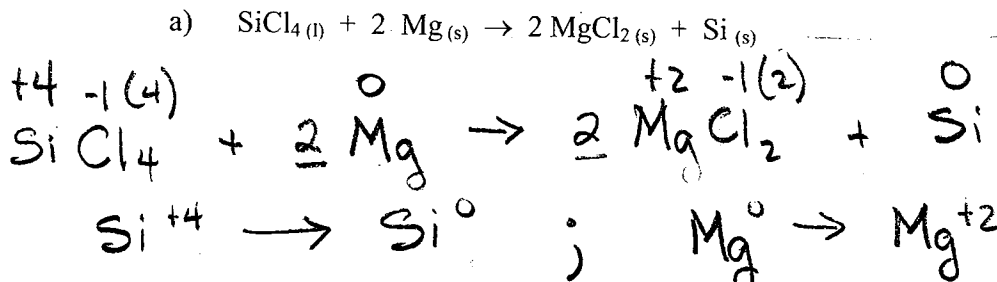 a) SiCl4 (l) + 2 Mg (s) → 2 MgCl2 (s) + Si (s)
+4 -1(4) 0 +2 -1(2) 0
SiCl4 + 2 Mg → 2 MgCl2 + Si
Si+4 → Si0 ; Mg0 → Mg+2